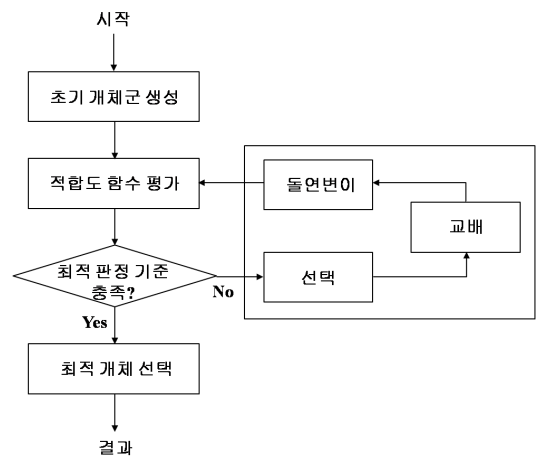 시작
초기 개체군 생성
적합도 함수 평가
돌연변이
교배
최적 판정 기준
충족?
No
선택
Yes
최적 개체 선택
결과